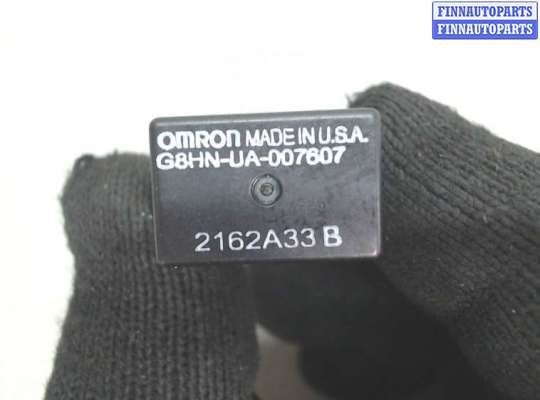 FINNAUTOPARTS
FINNAUTOPARTS
OMRON MADE IN U.S.A.
G8HN-UA-007607
2162A33 B